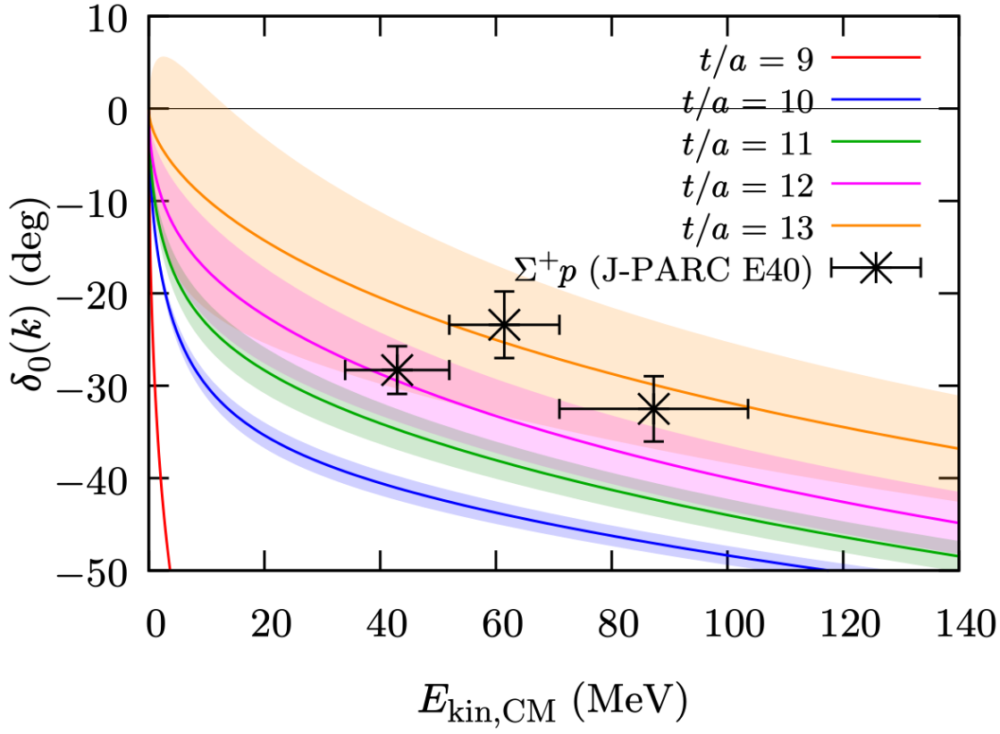 10
0
−10
−20
−30
−40
−50
δ₀(k) (deg)
t/a = 9
t/a = 10
t/a = 11
t/a = 12
t/a = 13
Σ⁺p (J-PARC E40)
0 20 40 60 80 100 120 140
E_kin,CM (MeV)